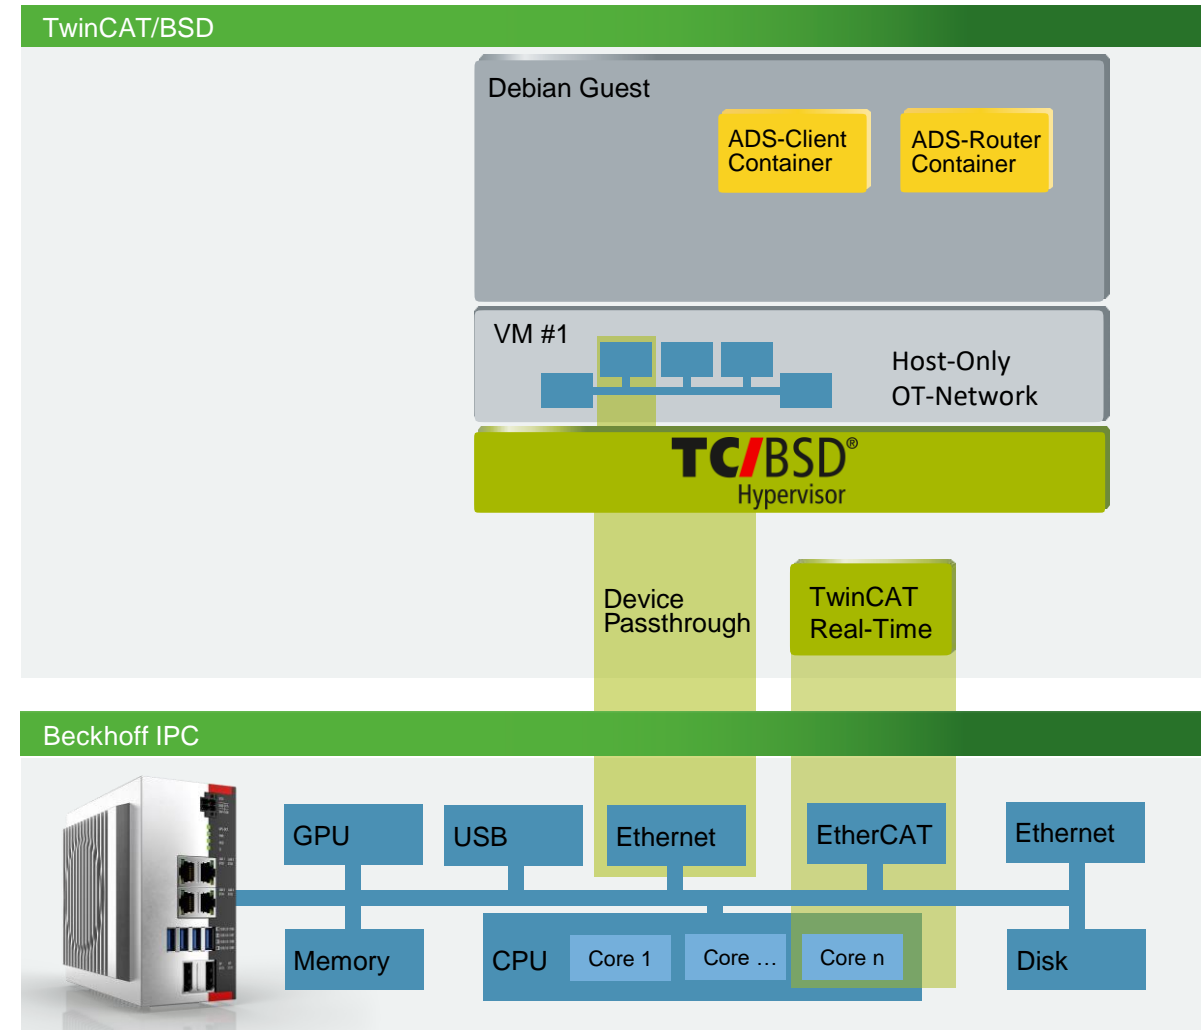 TwinCAT/BSD
Debian Guest
ADS-Client
Container
ADS-Router
Container
VM #1
Host-Only
OT-Network
TC/BSD®
Hypervisor
Device
Passthrough
TwinCAT
Real-Time
Beckhoff IPC
GPU
USB
Ethernet
EtherCAT
Ethernet
Memory
CPU
Core 1
Core …
Core n
Disk